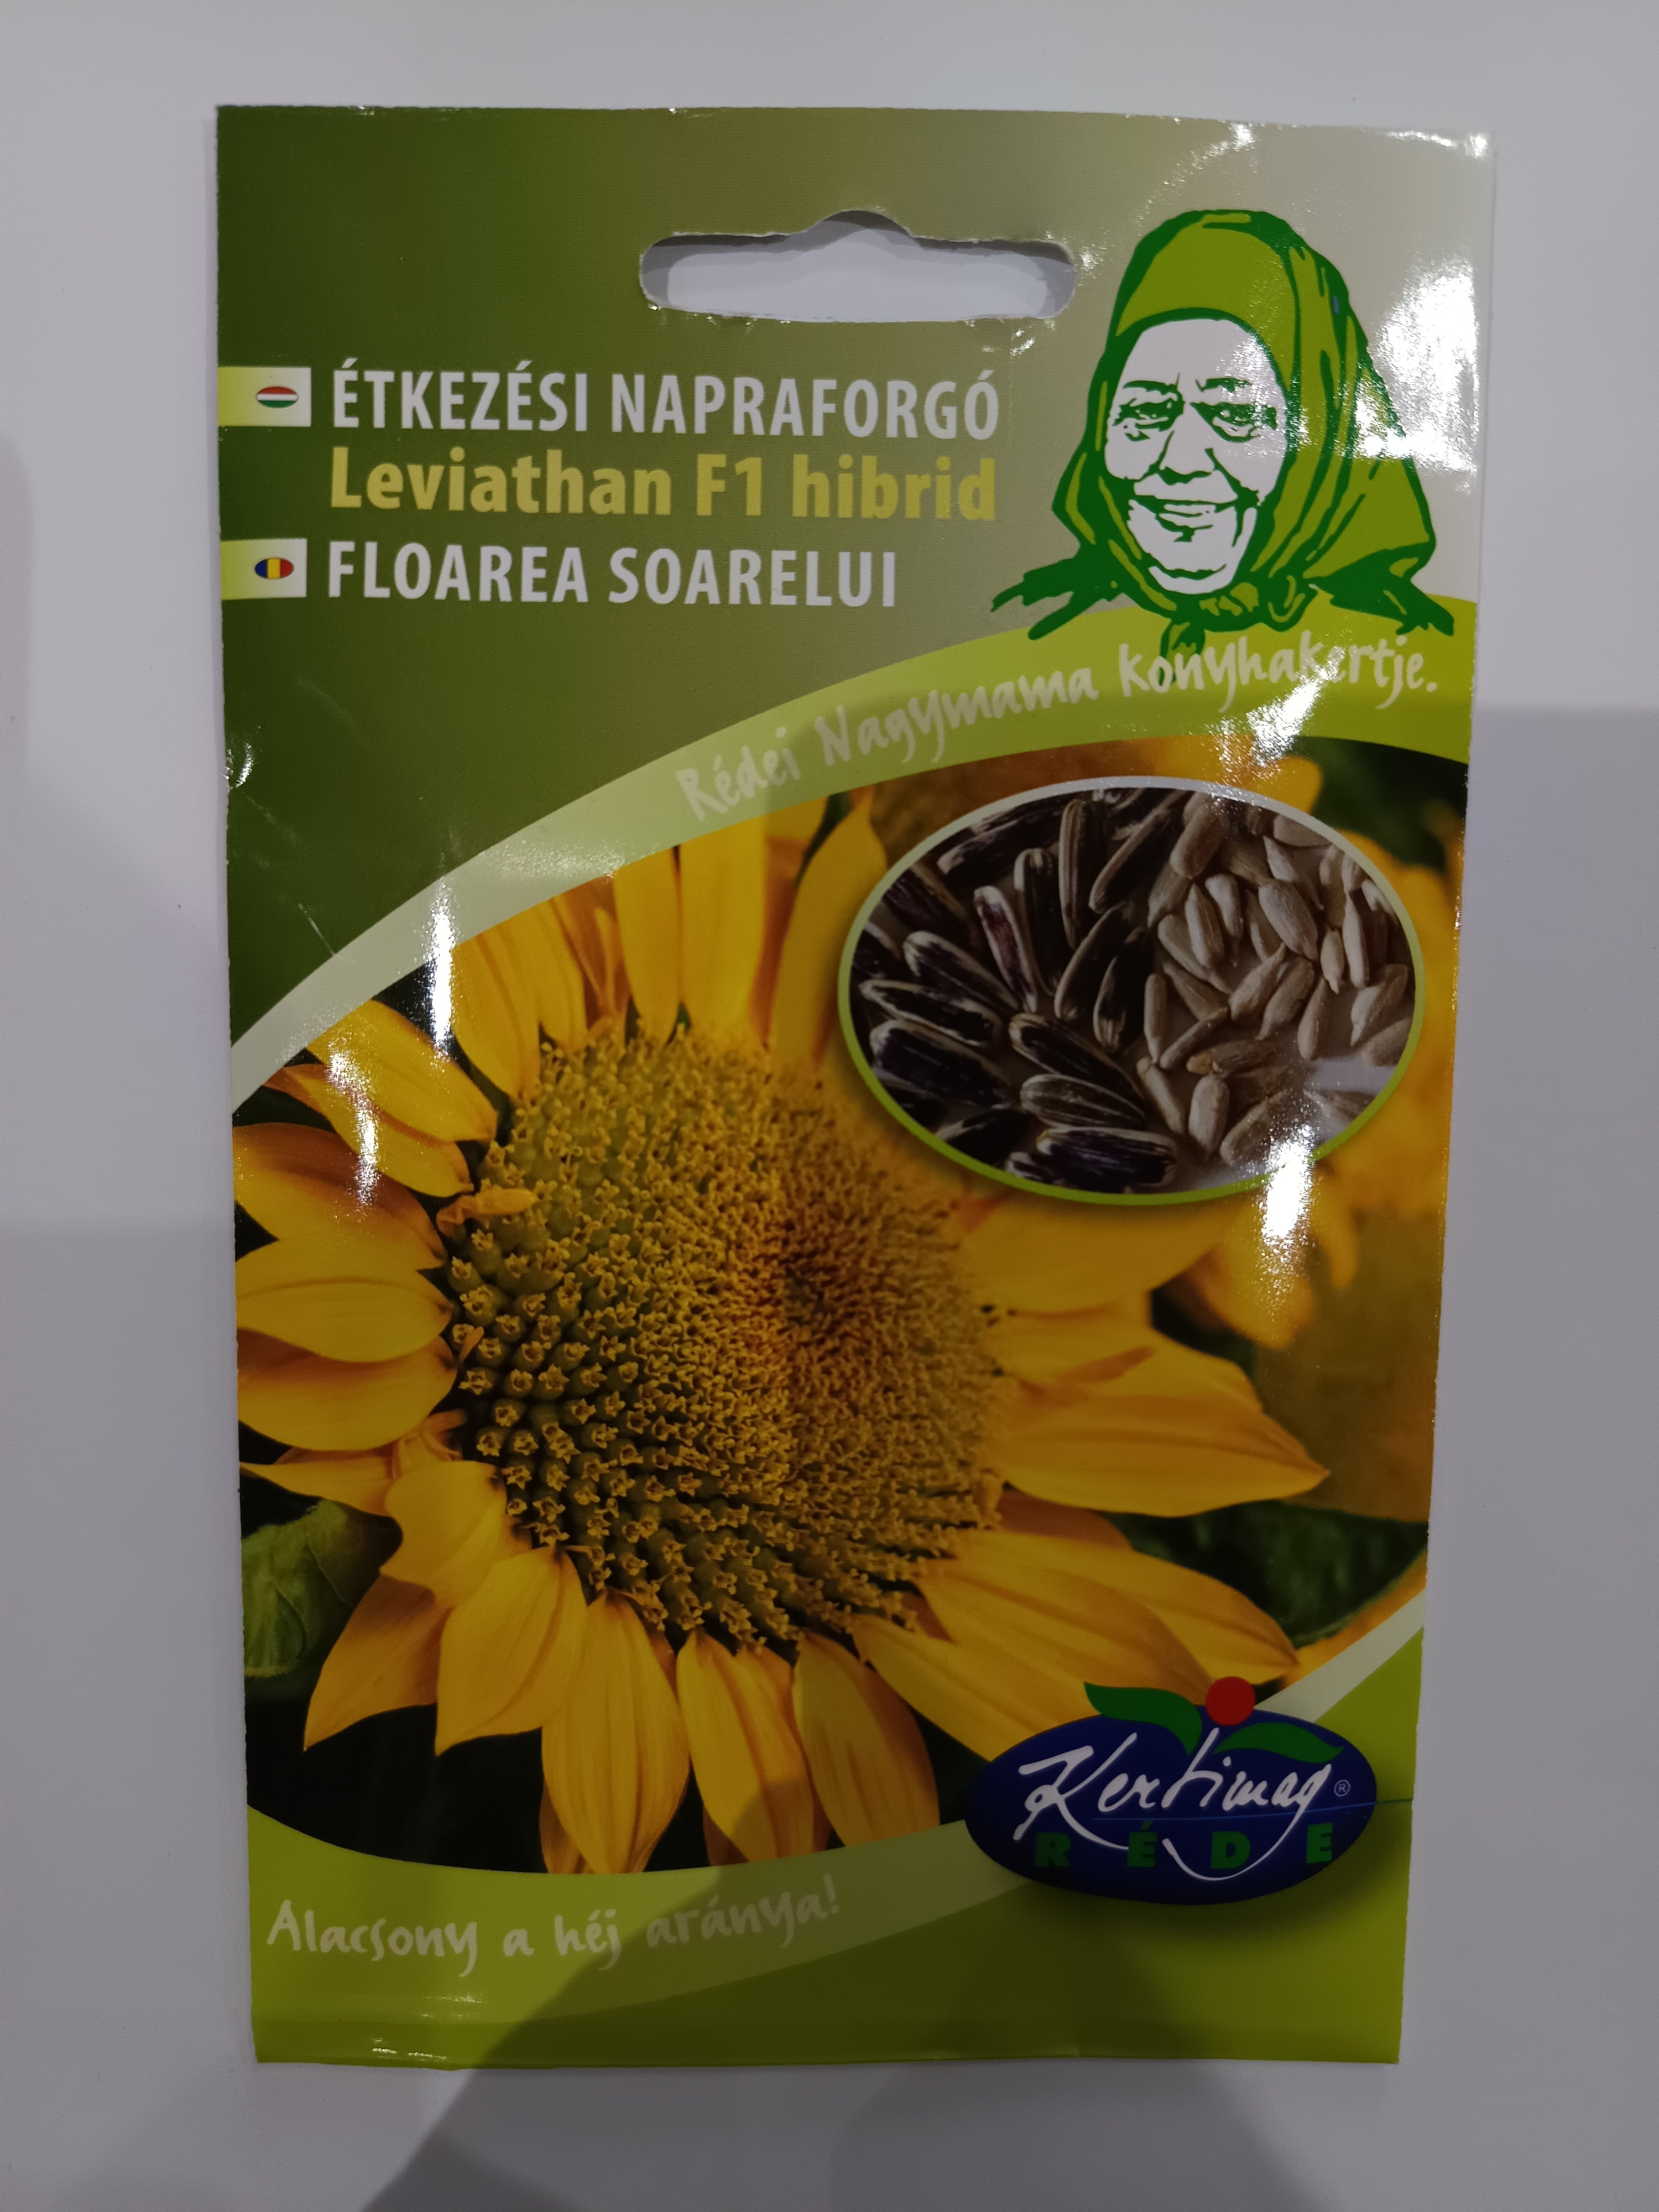 ÉTKEZÉSI NAPRAFORGÓ
Leviathan F1 hibrid
FLOAREA SOARELUI
Rédei Nagymama konyhakertje.
Kertimag ®
RÉDE
Alacsony a héj aránya!